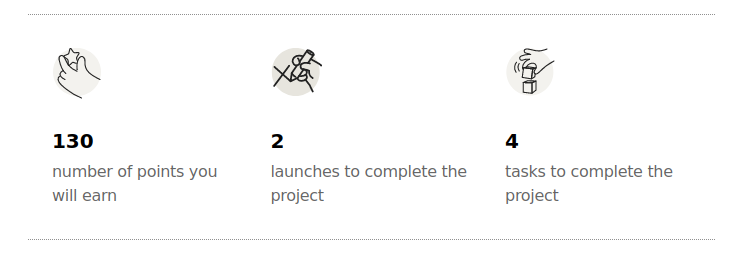 130
number of points you
will earn
2
launches to complete the
project
4
tasks to complete the
project